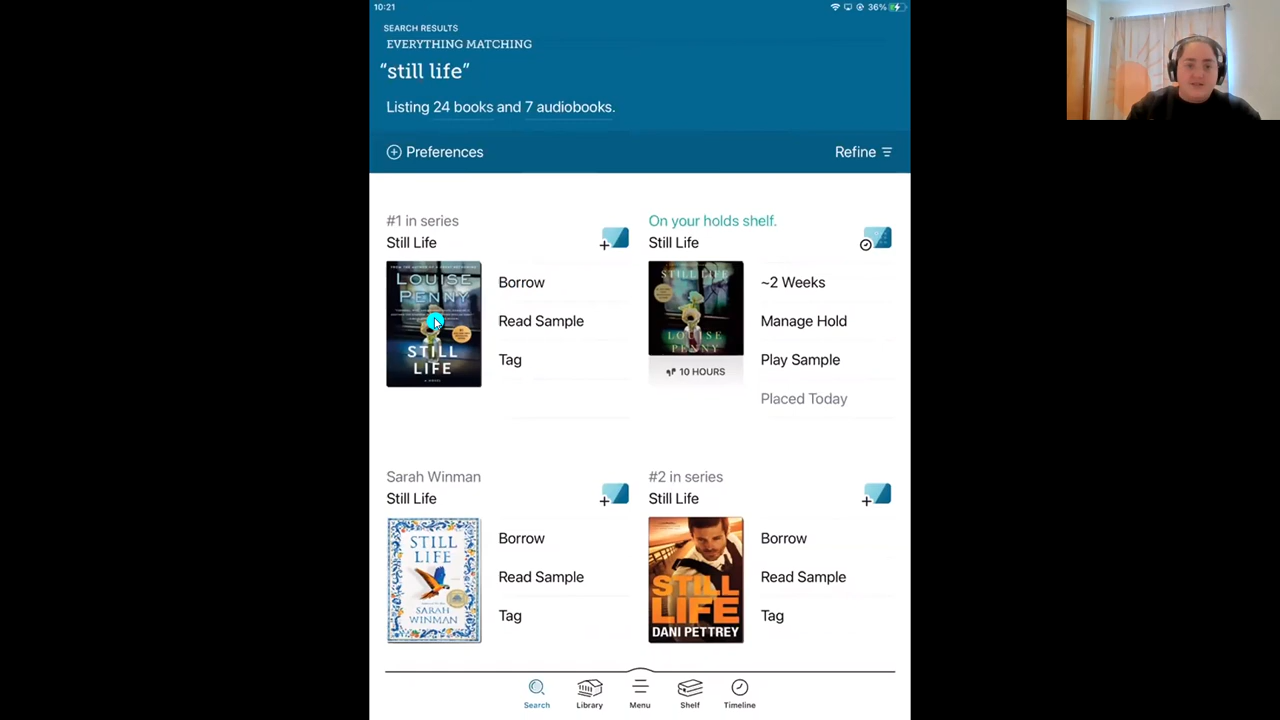 10:21
36%
SEARCH RESULTS
EVERYTHING MATCHING
“still life”
Listing 24 books and 7 audiobooks.
Preferences
Refine
#1 in series
Still Life
LOUISE
PENNY
STILL
LIFE
A NOVEL
Borrow
Read Sample
Tag
On your holds shelf.
Still Life
STILL LIFE
LOUISE
PENNY
10 HOURS
~2 Weeks
Manage Hold
Play Sample
Placed Today
Sarah Winman
Still Life
STILL
LIFE
SARAH
WINMAN
Borrow
Read Sample
Tag
#2 in series
Still Life
STILL
LIFE
DANI PETTREY
Borrow
Read Sample
Tag
Search
Library
Menu
Shelf
Timeline